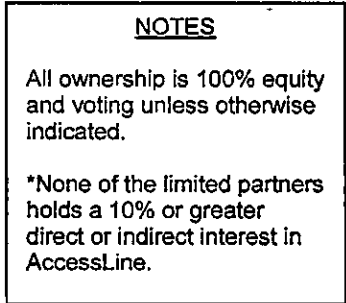 NOTES
All ownership is 100% equity
and voting unless otherwise
indicated.
*None of the limited partners
holds a 10% or greater
direct or indirect interest in
AccessLine.